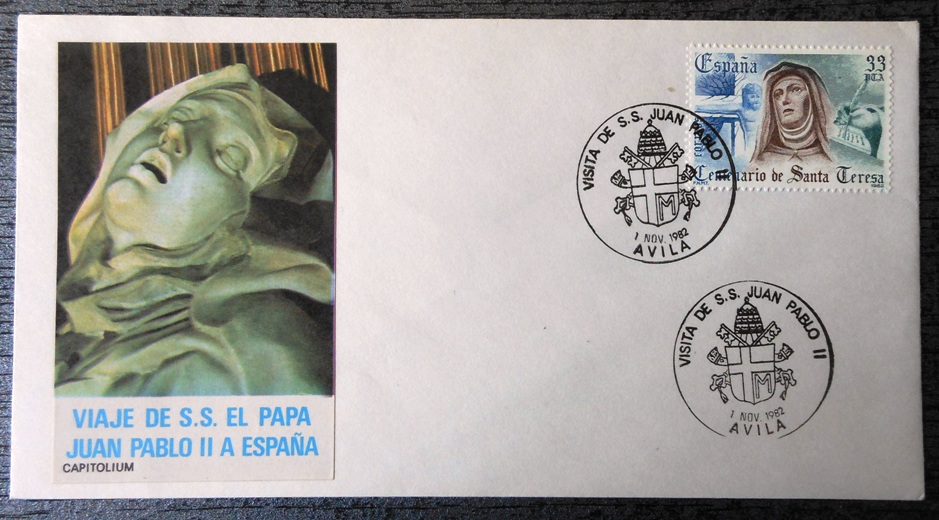 VIAJE DE S.S. EL PAPA
JUAN PABLO II A ESPAÑA
CAPITOLIUM
España 33
PTA
Centenario de Santa Teresa
1982
VISITA DE S.S. JUAN PABLO II
M
1 NOV. 1982
AVILA
VISITA DE S.S. JUAN PABLO II
M
1 NOV. 1982
AVILA